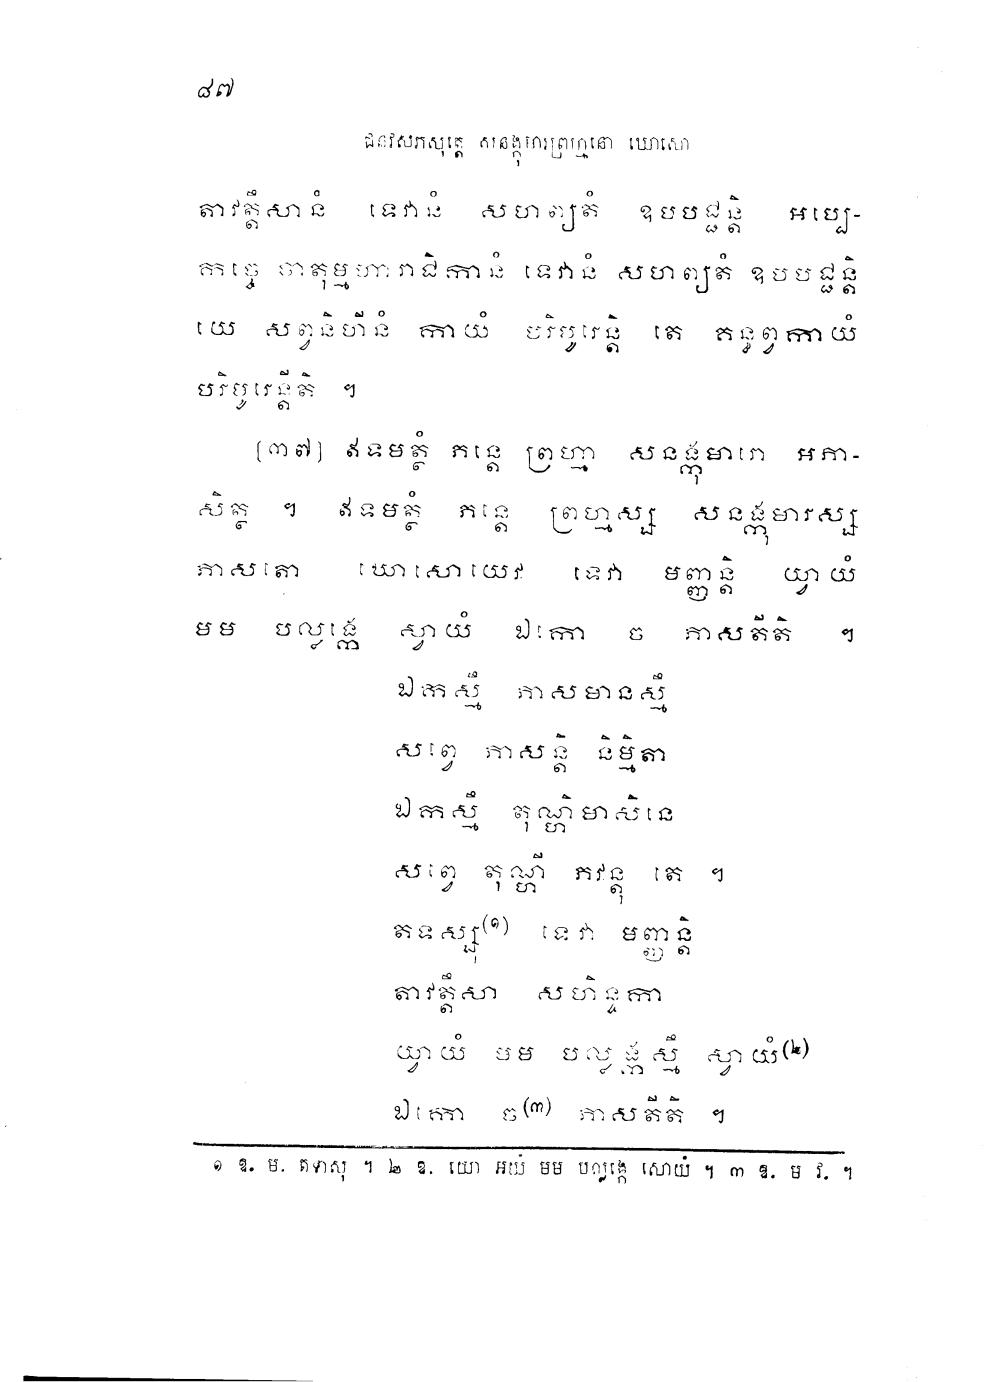 ៨៧
ជនវសភសុត្តេ សនង្កុមារព្រហ្មុនោ ឃោសោ
តាវតឹ្តសានំ ទេវានំ សហព្យតំ ឧបបជ្ជន្តិ អប្បេ-
កច្ចេ ចាតុម្មហារាជិកានំ ទេវានំ សហព្យតំ ឧបបជ្ជន្តិ
យេ សព្វនិហីនំ កាយំ បរិបូរេន្តិ តេ គន្ធព្វកាយំ
បរិបូរេន្តីតិ ។
[៣៧] ឥទមត្ថំ ភន្តេ ព្រហ្មា សនង្កុមារោ អភា-
សិត្ថ ។ ឥទមត្ថំ ភន្តេ ព្រហ្មុស្ស សនង្កុមារស្ស
ភាសតោ ឃោសោយេវ ទេវា មញ្ញន្តិ យ្វាយំ
មម បល្លង្កេ ស្វាយំ ឯកោ ច ភាសតីតិ ។
ឯកស្មឹ ភាសមានស្មឹ
សព្វេ ភាសន្តិ និម្មិតា
ឯកស្មឹ តុណ្ហិមាសិនេ
សព្វេ តុណ្ហី ភវន្តុ តេ ។
តទស្សុ(១) ទេវា មញ្ញន្តិ
តាវតឹ្តសា សហិន្ទកា
យ្វាយំ មម បល្លង្កស្មឹ ស្វាយំ(២)
ឯកោ ច(៣) ភាសតីតិ ។
១ ឱ. ម. តទាសុ ។ ២ ឱ. យោ អយំ មម បល្លង្កេ សោយំ ។ ៣ ឱ. ម វ. ។